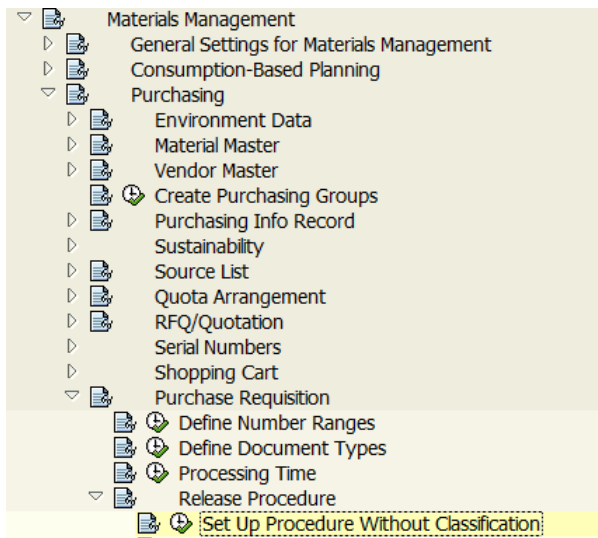 Materials Management
General Settings for Materials Management
Consumption-Based Planning
Purchasing
Environment Data
Material Master
Vendor Master
Create Purchasing Groups
Purchasing Info Record
Sustainability
Source List
Quota Arrangement
RFQ/Quotation
Serial Numbers
Shopping Cart
Purchase Requisition
Define Number Ranges
Define Document Types
Processing Time
Release Procedure
Set Up Procedure Without Classification